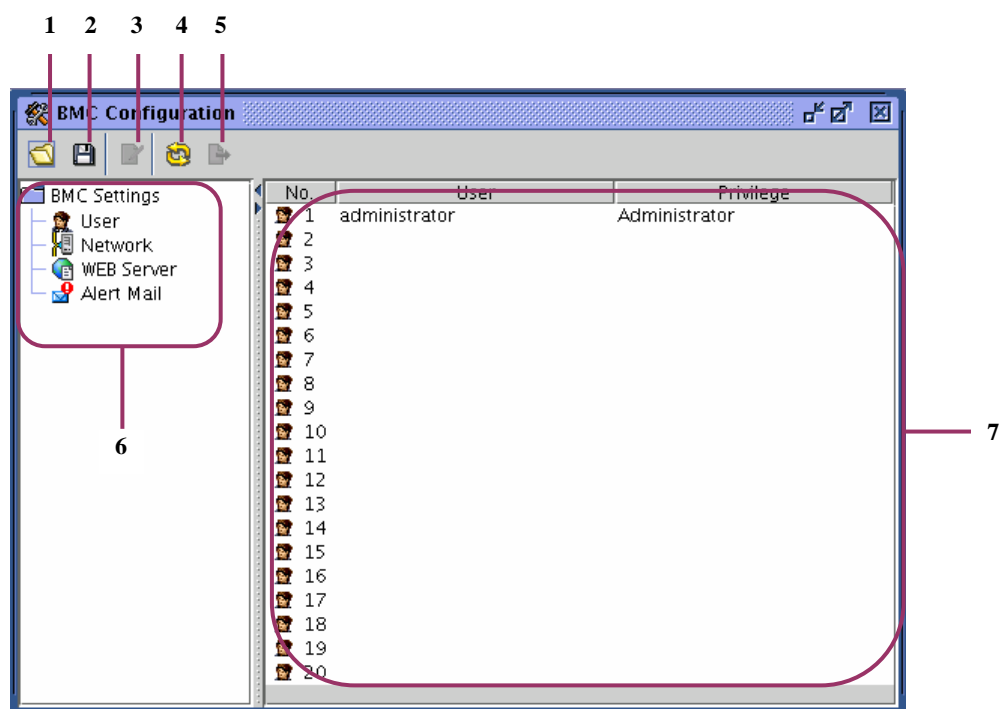 1 2 3 4 5
BMC Configuration
BMC Settings
User
Network
WEB Server
Alert Mail
6
No. User Privilege
1 administrator Administrator
2
3
4
5
6
7
8
9
10
11
12
13
14
15
16
17
18
19
20
7